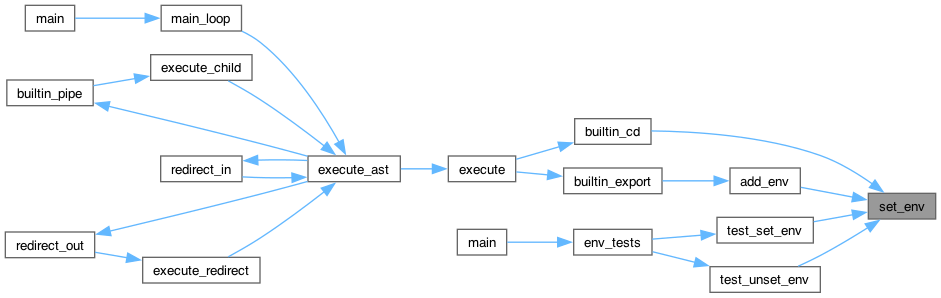 main
main_loop
execute_child
builtin_pipe
redirect_in
execute_ast
redirect_out
execute_redirect
execute
builtin_cd
builtin_export
add_env
set_env
main
env_tests
test_set_env
test_unset_env